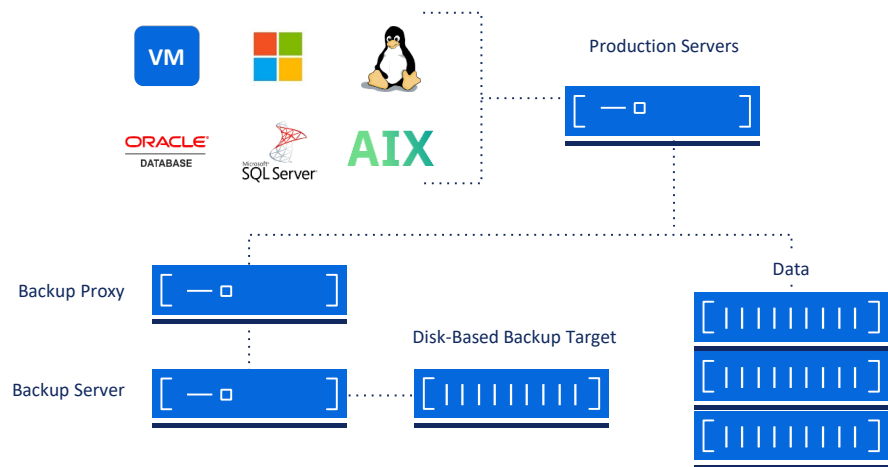 VM
Production Servers
ORACLE®
DATABASE
Microsoft®
SQL Server®
AIX
Data
Backup Proxy
Disk-Based Backup Target
Backup Server